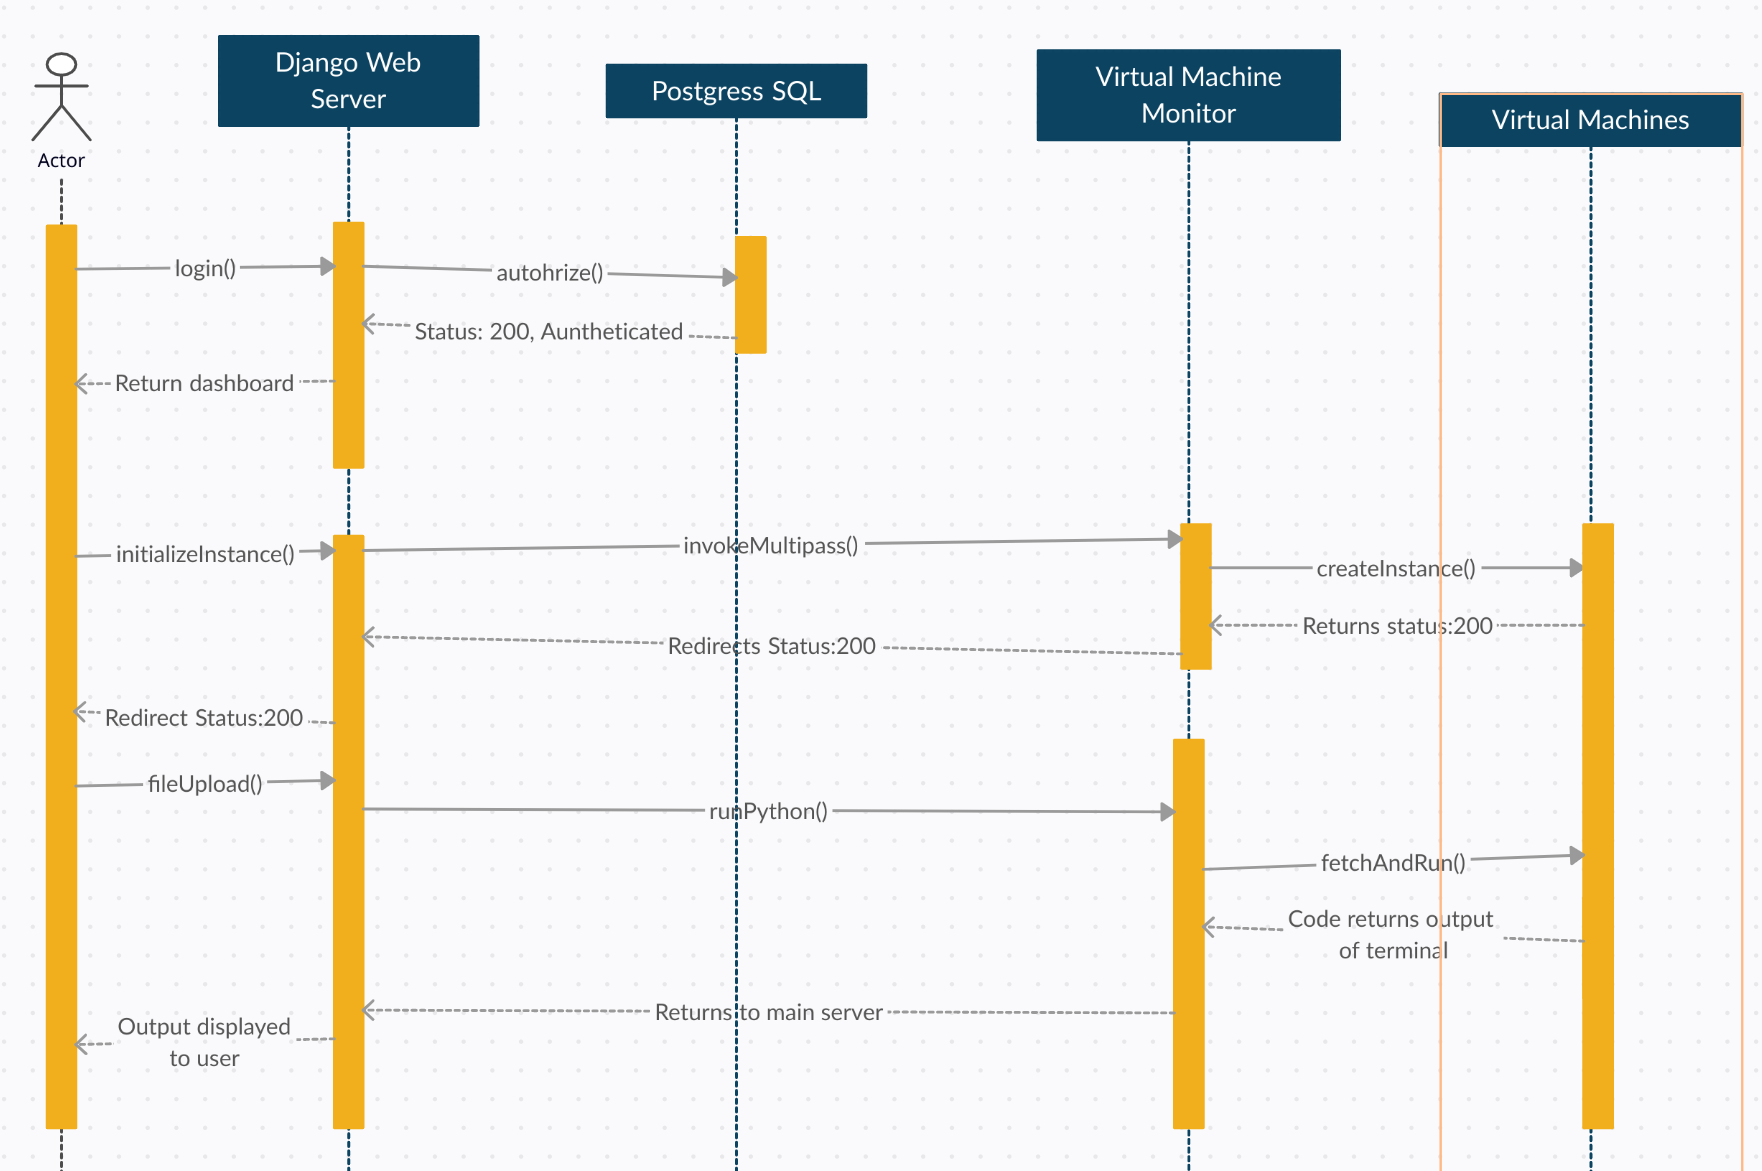 Django Web
Server
Postgress SQL
Virtual Machine
Monitor
Virtual Machines
Actor
login()
autohrize()
Status: 200, Auntheticated
Return dashboard
initializeInstance()
invokeMultipass()
createInstance()
Returns status:200
Redirects Status:200
Redirect Status:200
fileUpload()
runPython()
fetchAndRun()
Code returns output
of terminal
Returns to main server
Output displayed
to user